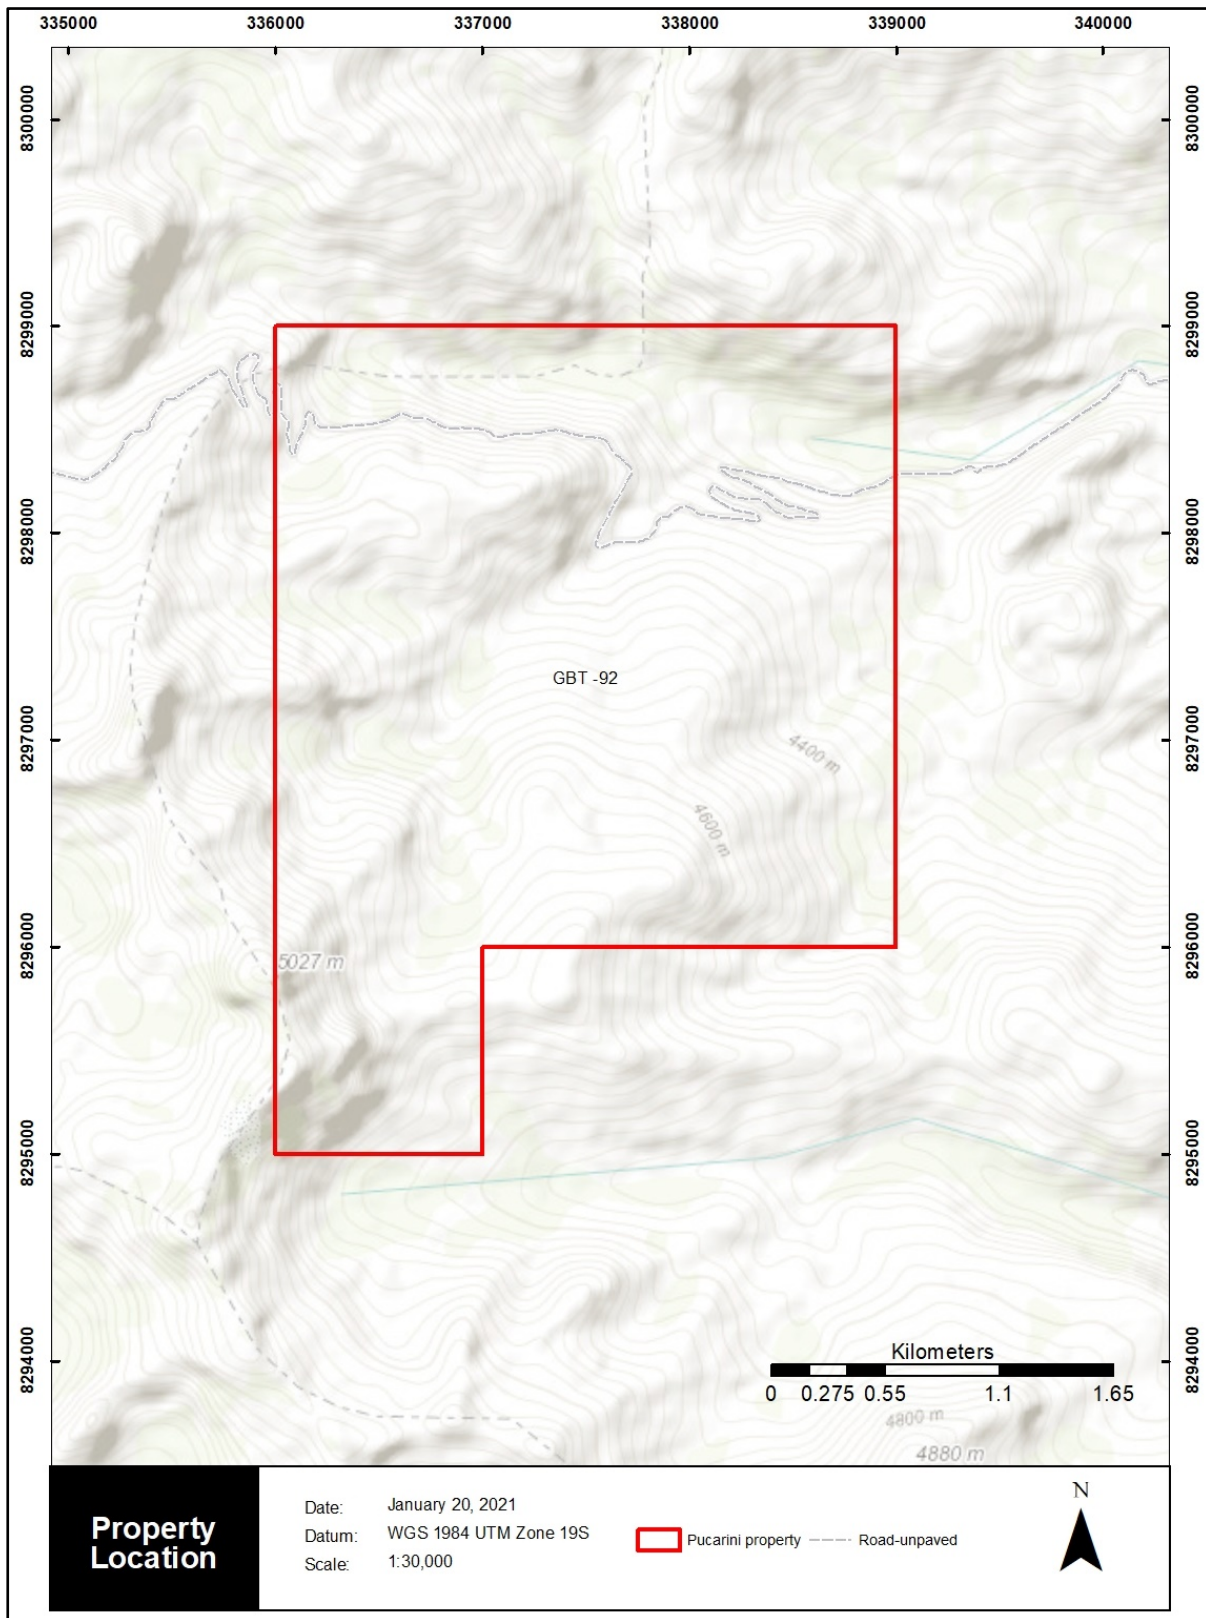 335000 336000 337000 338000 339000 340000
8300000 8300000
8299000 8299000
8298000 8298000
GBT -92
8297000 8297000
4400 m
4600 m
8296000 8296000
5027 m
8295000 8295000
Kilometers
8294000 8294000
0 0.275 0.55 1.1 1.65
4800 m
4880 m
Property
Location
Date: January 20, 2021
Datum: WGS 1984 UTM Zone 19S
Scale: 1:30,000
Pucarini property
Road-unpaved
N